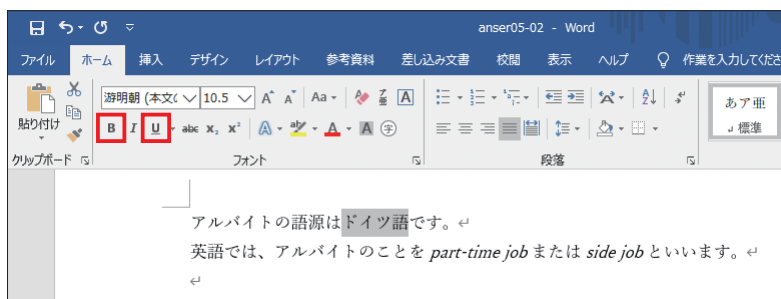 anser05-02 - Word
ファイル ホーム 挿入 デザイン レイアウト 参考資料 差し込み文書 校閲 表示 ヘルプ 作業を入力してくださ
貼り付け
游明朝 (本文( 10.5 A A Aa A
B I U abc x₂ x² A aby A A 字
あア亜
標準
クリップボード フォント 段落
アルバイトの語源はドイツ語です。
英語では、アルバイトのことを part-time job または side job といいます。